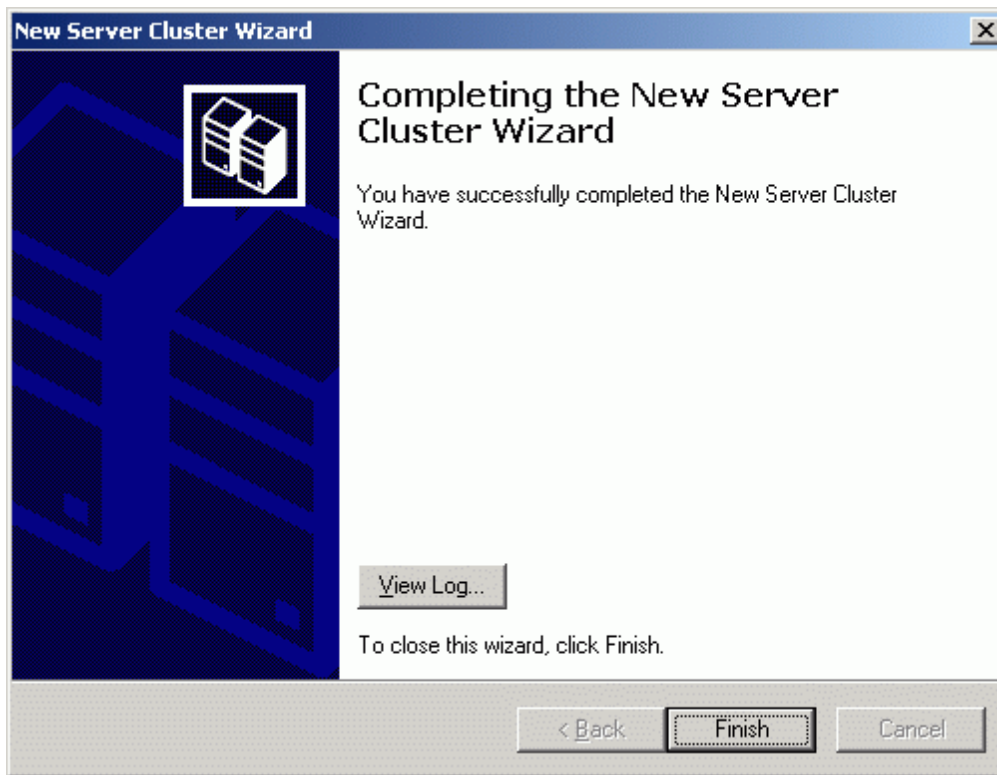 New Server Cluster Wizard
Completing the New Server
Cluster Wizard
You have successfully completed the New Server Cluster
Wizard.
View Log...
To close this wizard, click Finish.
< Back
Finish
Cancel